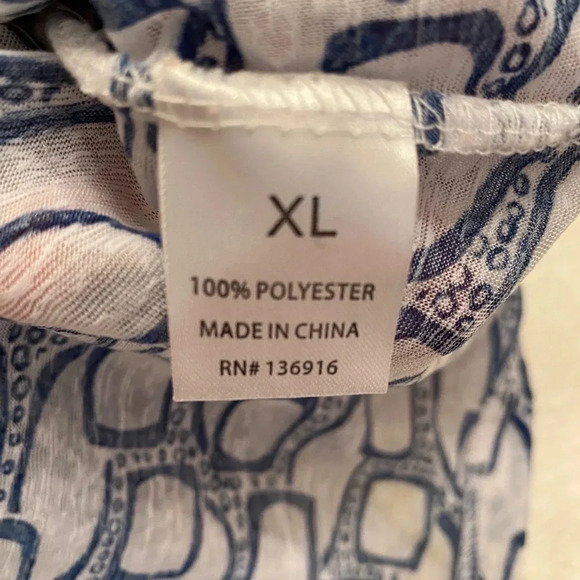 XL
100% POLYESTER
MADE IN CHINA
RN# 136916